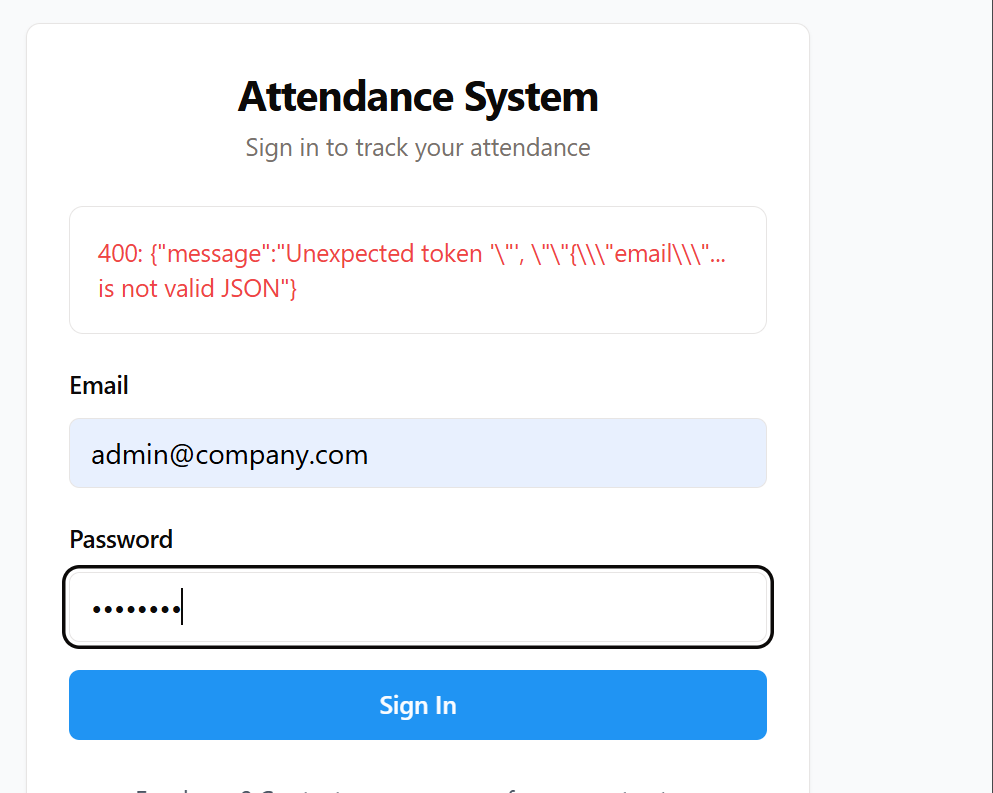 Attendance System
Sign in to track your attendance
400: {"message":"Unexpected token '\"', \"\"{\\\"email\\\"...
is not valid JSON"}
Email
admin@company.com
Password
••••••••
Sign In